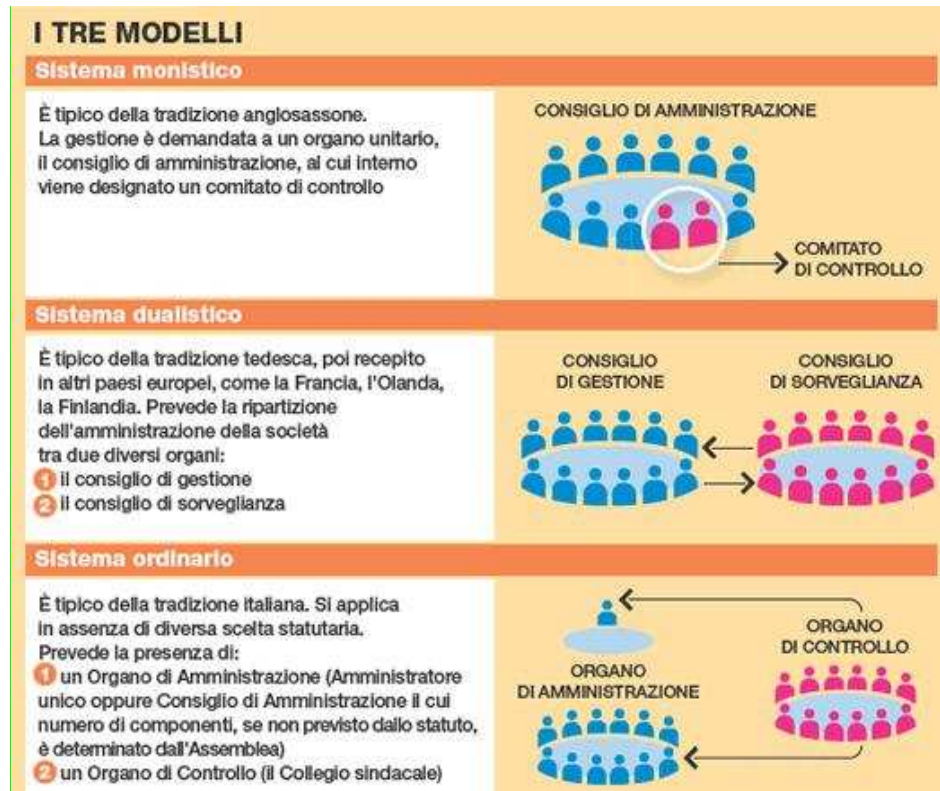 I TRE MODELLI
Sistema monistico
È tipico della tradizione anglosassone.
La gestione è demandata a un organo unitario,
il consiglio di amministrazione, al cui interno
viene designato un comitato di controllo
CONSIGLIO DI AMMINISTRAZIONE
COMITATO
DI CONTROLLO
Sistema dualistico
È tipico della tradizione tedesca, poi recepito
in altri paesi europei, come la Francia, l'Olanda,
la Finlandia. Prevede la ripartizione
dell'amministrazione della società
tra due diversi organi:
1 il consiglio di gestione
2 il consiglio di sorveglianza
CONSIGLIO
DI GESTIONE
CONSIGLIO
DI SORVEGLIANZA
Sistema ordinario
È tipico della tradizione italiana. Si applica
in assenza di diversa scelta statutaria.
Prevede la presenza di:
1 un Organo di Amministrazione (Amministratore
unico oppure Consiglio di Amministrazione il cui
numero di componenti, se non previsto dallo statuto,
è determinato dall'Assemblea)
2 un Organo di Controllo (il Collegio sindacale)
ORGANO
DI AMMINISTRAZIONE
ORGANO
DI CONTROLLO